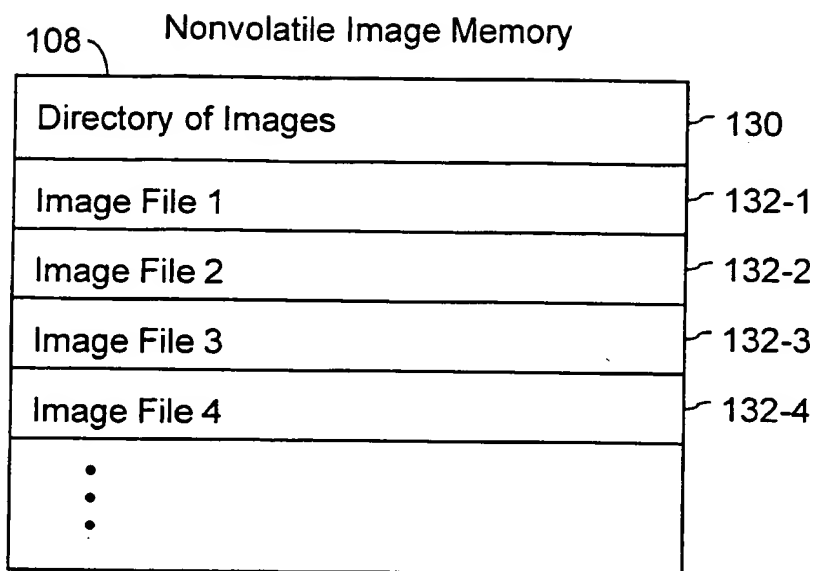 Nonvolatile Image Memory
108
Directory of Images 130
Image File 1 132-1
Image File 2 132-2
Image File 3 132-3
Image File 4 132-4